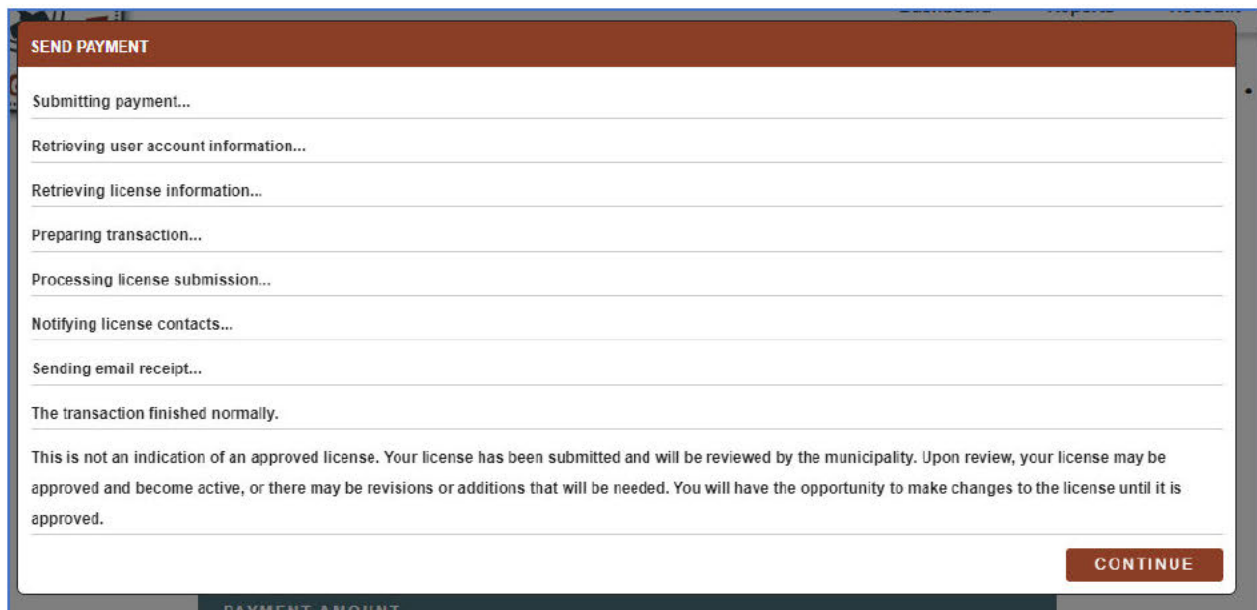 SEND PAYMENT
Submitting payment...
Retrieving user account information...
Retrieving license information...
Preparing transaction...
Processing license submission...
Notifying license contacts...
Sending email receipt...
The transaction finished normally.
This is not an indication of an approved license. Your license has been submitted and will be reviewed by the municipality. Upon review, your license may be
approved and become active, or there may be revisions or additions that will be needed. You will have the opportunity to make changes to the license until it is
approved.
CONTINUE
PAYMENT AMOUNT